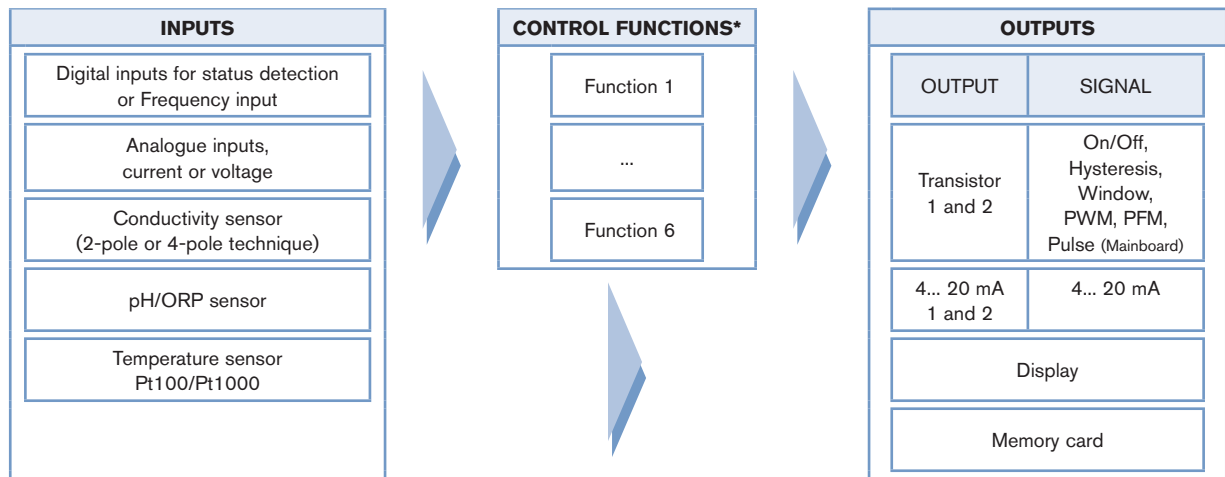 INPUTS
Digital inputs for status detection
or Frequency input
Analogue inputs,
current or voltage
Conductivity sensor
(2-pole or 4-pole technique)
pH/ORP sensor
Temperature sensor
Pt100/Pt1000
CONTROL FUNCTIONS*
Function 1
...
Function 6
OUTPUTS
OUTPUT
SIGNAL
Transistor
1 and 2
On/Off,
Hysteresis,
Window,
PWM, PFM,
Pulse (Mainboard)
4... 20 mA
1 and 2
4... 20 mA
Display
Memory card